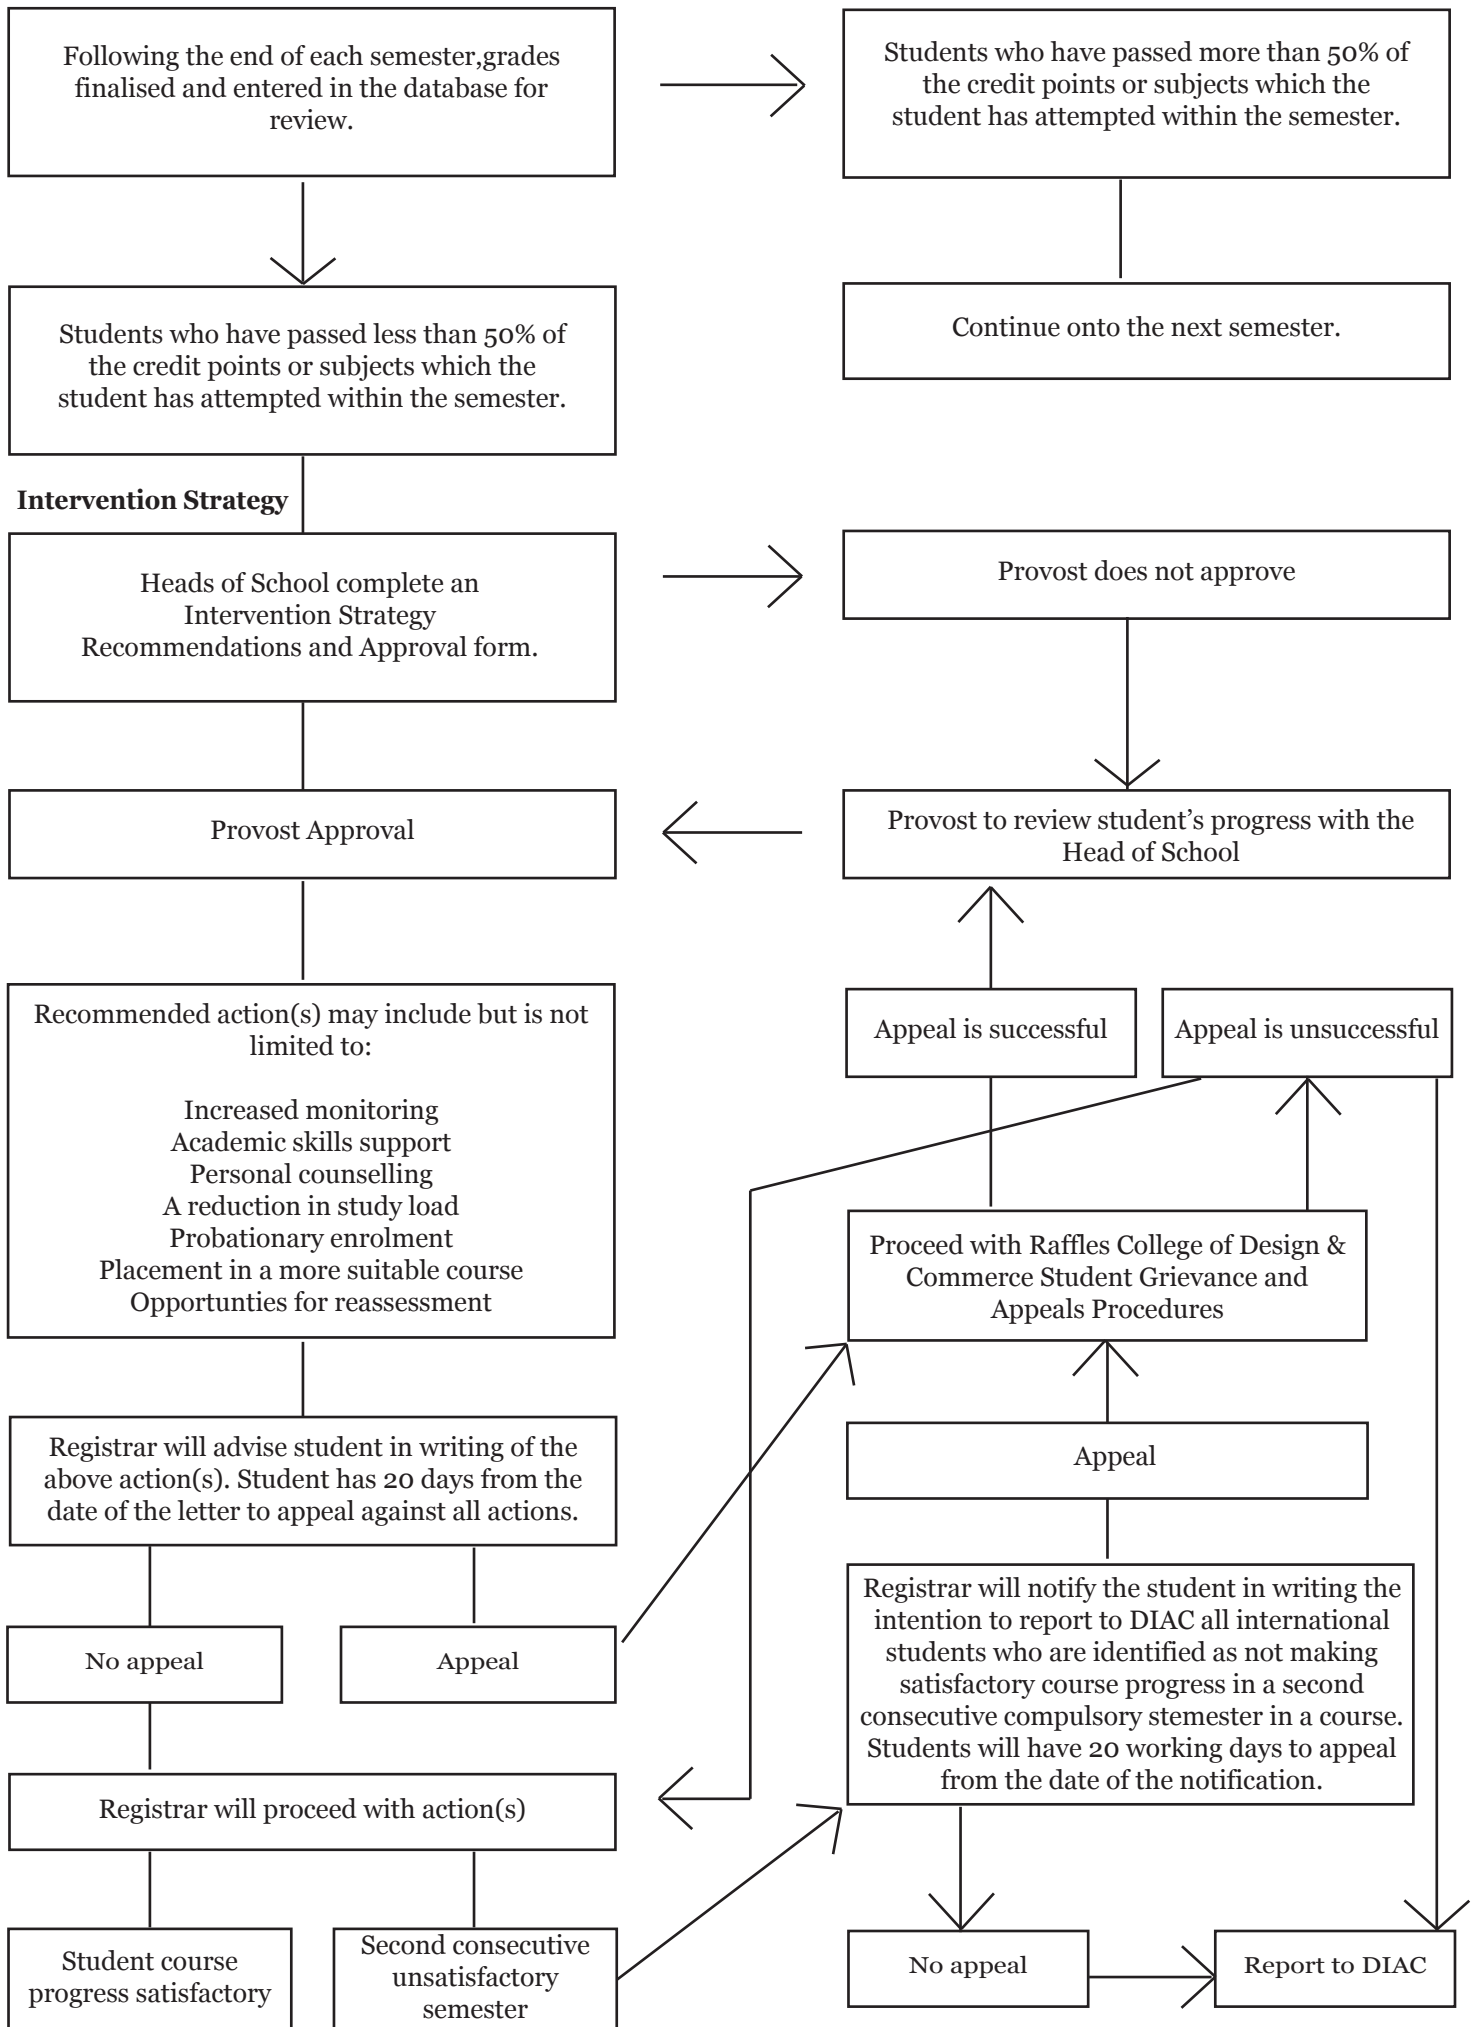 Following the end of each semester,grades
finalised and entered in the database for
review.
Students who have passed more than 50% of
the credit points or subjects which the
student has attempted within the semester.
Students who have passed less than 50% of
the credit points or subjects which the
student has attempted within the semester.
Continue onto the next semester.
Intervention Strategy
Heads of School complete an
Intervention Strategy
Recommendations and Approval form.
Provost does not approve
Provost Approval
Provost to review student's progress with the
Head of School
Recommended action(s) may include but is not
limited to:
Increased monitoring
Academic skills support
Personal counselling
A reduction in study load
Probationary enrolment
Placement in a more suitable course
Opportunties for reassessment
Appeal is successful
Appeal is unsuccessful
Proceed with Raffles College of Design &
Commerce Student Grievance and
Appeals Procedures
Registrar will advise student in writing of the
above action(s). Student has 20 days from the
date of the letter to appeal against all actions.
Appeal
No appeal
Appeal
Registrar will notify the student in writing the
intention to report to DIAC all international
students who are identified as not making
satisfactory course progress in a second
consecutive compulsory stemester in a course.
Students will have 20 working days to appeal
from the date of the notification.
Registrar will proceed with action(s)
Student course
progress satisfactory
Second consecutive
unsatisfactory
semester
No appeal
Report to DIAC